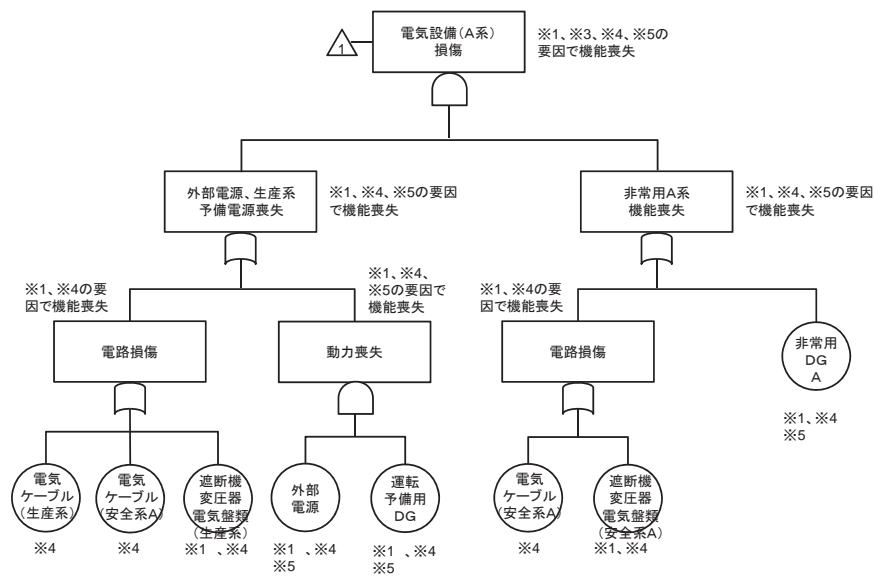 電気設備(A系)
損傷
1
※1、※3、※4、※5の
要因で機能喪失
外部電源、生産系
予備電源喪失
※1、※4、※5の要因
で機能喪失
非常用A系
機能喪失
※1、※4、※5の要因
で機能喪失
※1、※4の要
因で機能喪失
電路損傷
※1、※4、
※5の要因で
機能喪失
動力喪失
※1、※4の要
因で機能喪失
電路損傷
非常用
DG
A
※1、※4
※5
電気
ケーブル
(生産系)
※4
電気
ケーブル
(安全系A)
※4
遮断機
変圧器
電気盤類
(生産系)
※1 、※4
外部
電源
※1 、※4
※5
運転
予備用
DG
※1 、※4
※5
電気
ケーブル
(安全系A)
※4
遮断機
変圧器
電気盤類
(安全系A)
※1、※4